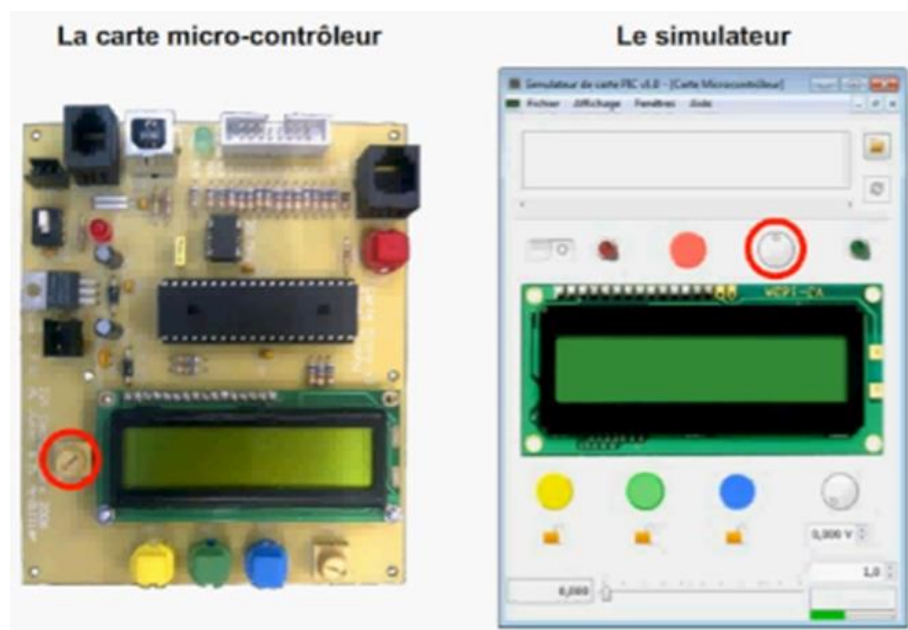 La carte micro-contrôleur
Le simulateur
Simulateur de carte PIC v1.0 - [Carte Microcontrôleur]
Fichier Affichage Fenêtres Aide
0,000 V
1,0
0,000